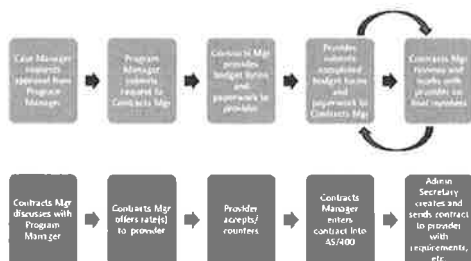 Case Manager
requests
approval from
Program
Manager
Program
Manager
submits
request to
Contracts Mgr
Contracts Mgr
provides
budget forms
and
paperwork to
provider
Provider
submits
completed
budget forms
and
paperwork to
Contracts Mgr
Contracts Mgr
reviews and
works with
provider on
final numbers
Contracts Mgr
discusses with
Program
Manager
Contracts Mgr
offers rate(s)
to provider
Provider
accepts/
counters
Contracts
Manager
enters
contract into
AS/400
Admin
Secretary
creates and
sends contract
to provider
with
requirements,
etc.